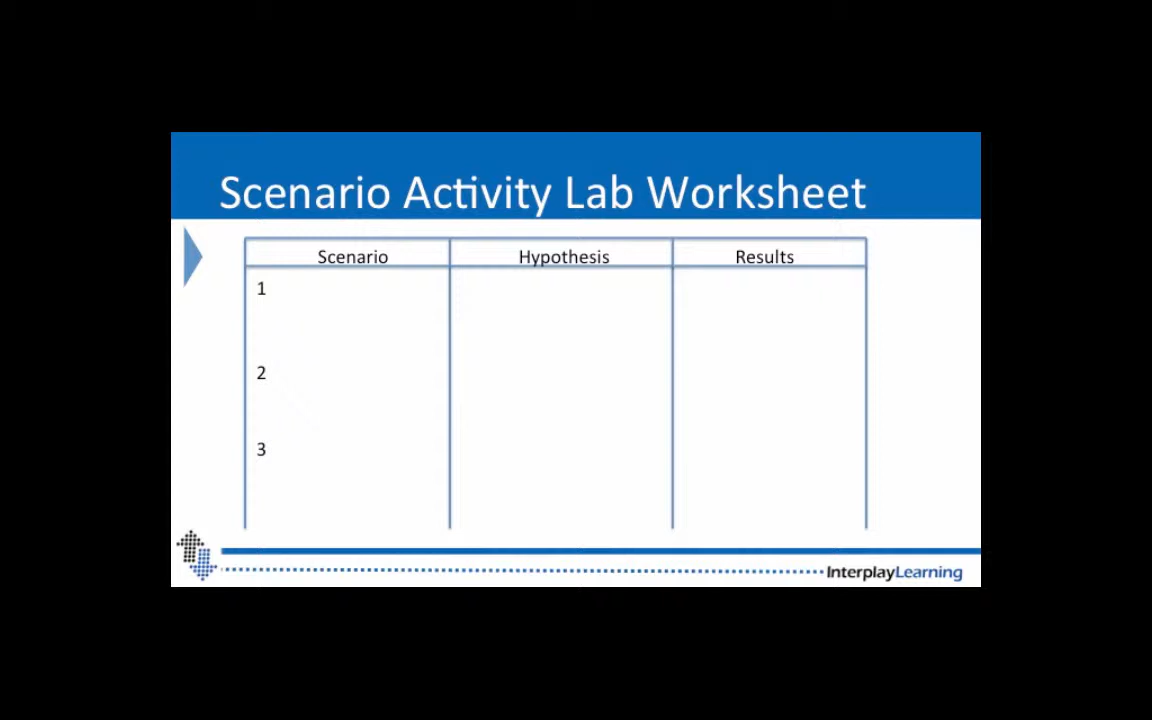 Scenario Activity Lab Worksheet
Scenario Hypothesis Results
1
2
3
InterplayLearning